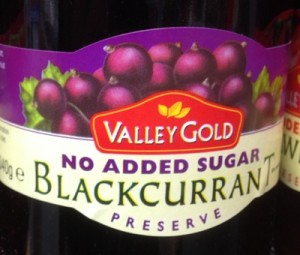 VALLEY GOLD
NO ADDED SUGAR
BLACKCURRANT
PRESERVE